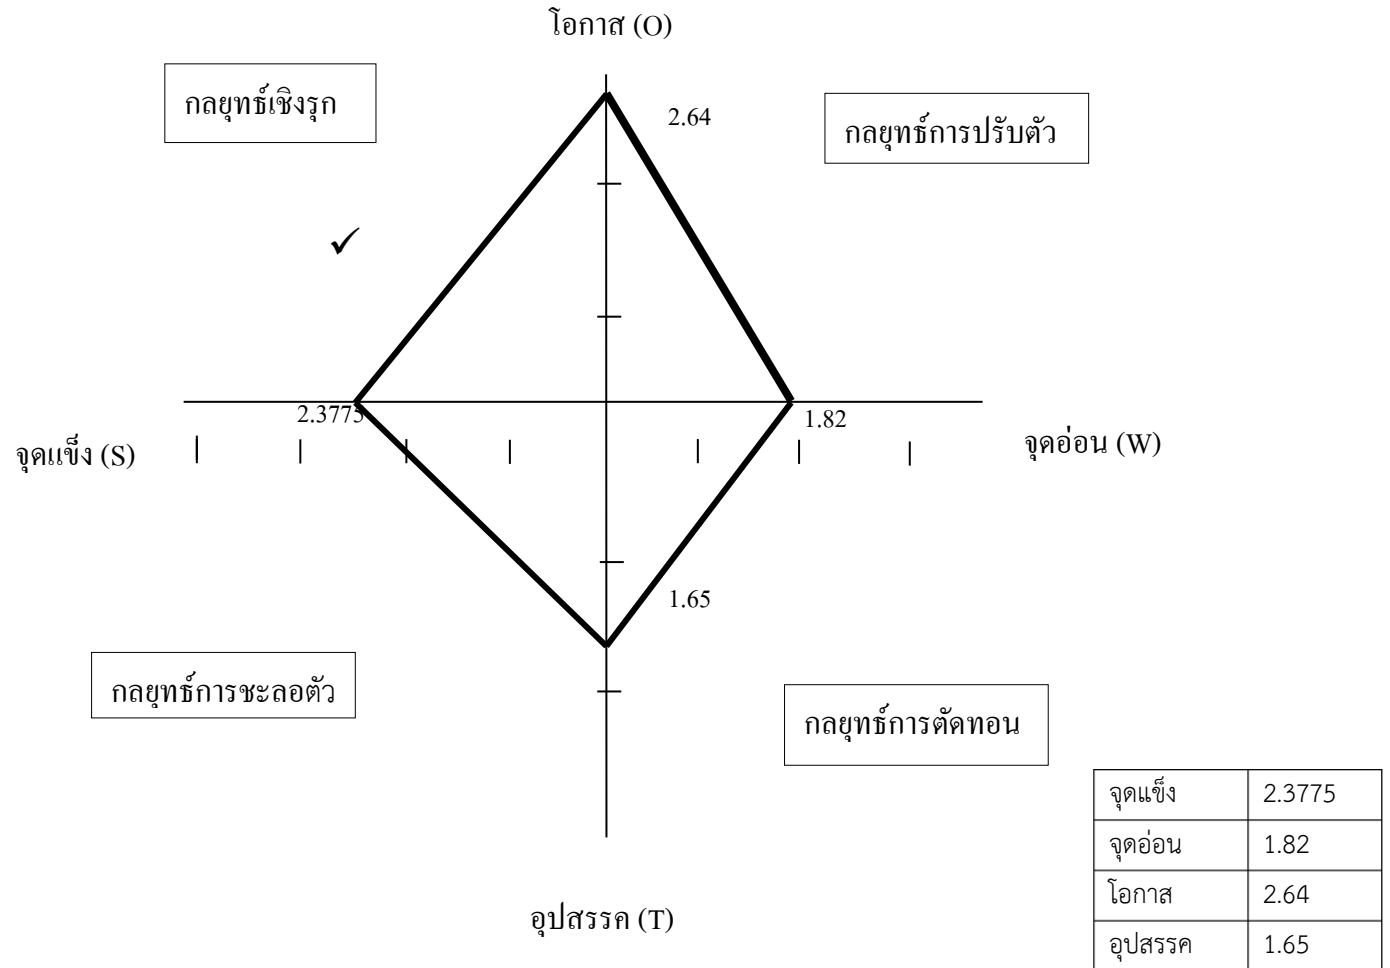 โอกาส (O)
กลยุทธ์เชิงรุก
กลยุทธ์การปรับตัว
2.64
✓
2.3775
1.82
จุดแข็ง (S)
จุดอ่อน (W)
1.65
กลยุทธ์การชะลอตัว
กลยุทธ์การตัดทอน
อุปสรรค (T)
จุดแข็ง 2.3775
จุดอ่อน 1.82
โอกาส 2.64
อุปสรรค 1.65